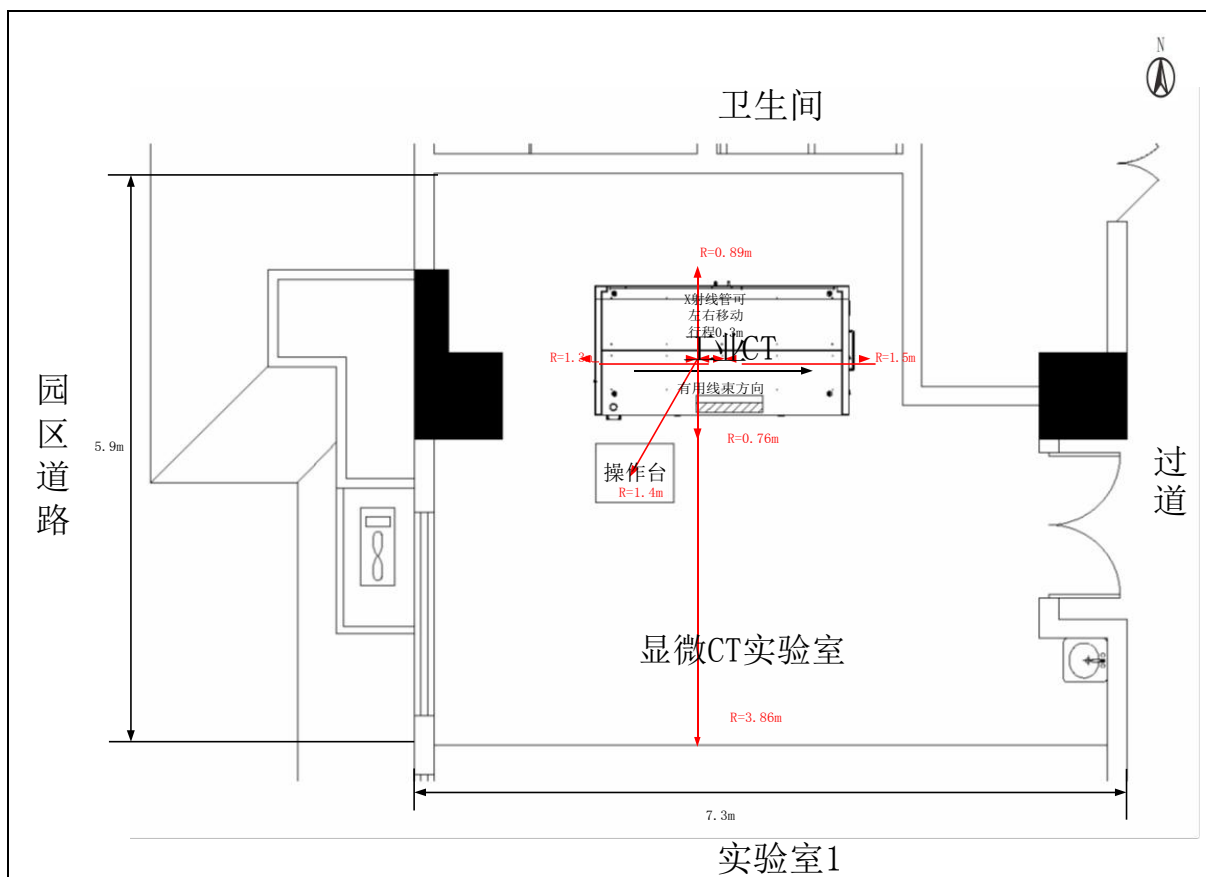 N
卫生间
R=0.89m
X射线管可
左右移动
行程0.3m
工业CT
R=1.5m
有用线束方向
园区道路
5.9m
R=0.76m
操作台
R=1.4m
过道
显微CT实验室
R=3.86m
7.3m
实验室1